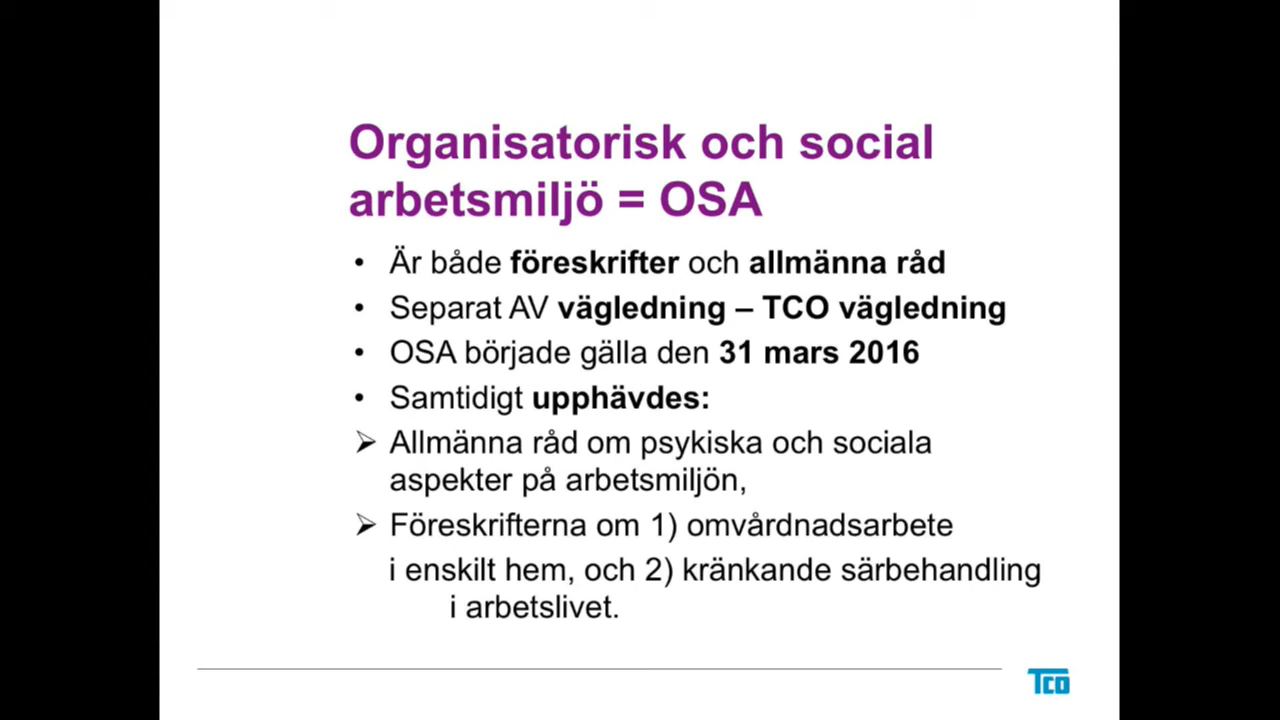 Organisatorisk och social
arbetsmiljö = OSA
• Är både föreskrifter och allmänna råd
• Separat AV vägledning – TCO vägledning
• OSA började gälla den 31 mars 2016
• Samtidigt upphävdes:
➢ Allmänna råd om psykiska och sociala
aspekter på arbetsmiljön,
➢ Föreskrifterna om 1) omvårdnadsarbete
i enskilt hem, och 2) kränkande särbehandling
i arbetslivet.
TCO